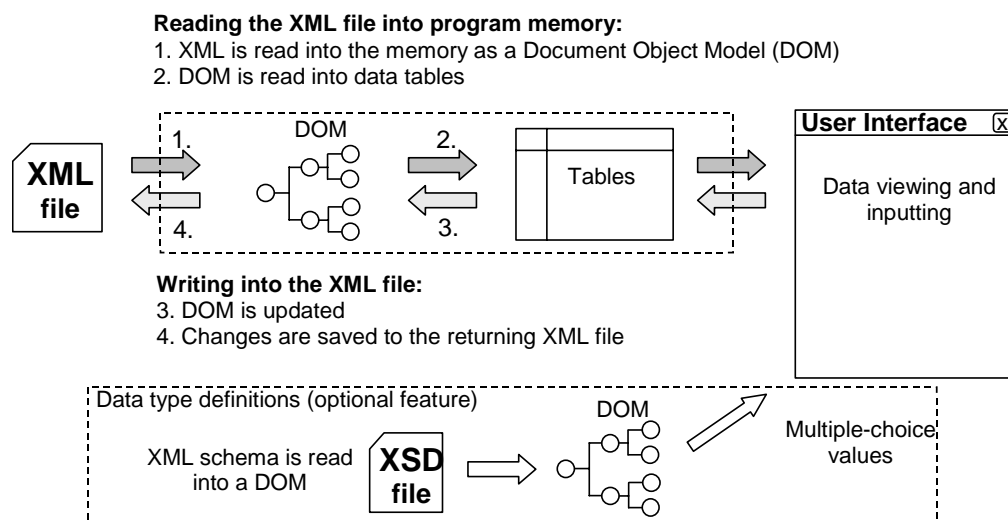 Reading the XML file into program memory:
1. XML is read into the memory as a Document Object Model (DOM)
2. DOM is read into data tables
User Interface X
1.
DOM
2.
XML
file
Tables
Data viewing and
inputting
4.
3.
Writing into the XML file:
3. DOM is updated
4. Changes are saved to the returning XML file
Data type definitions (optional feature)
DOM
XML schema is read
into a DOM
XSD
file
Multiple-choice
values